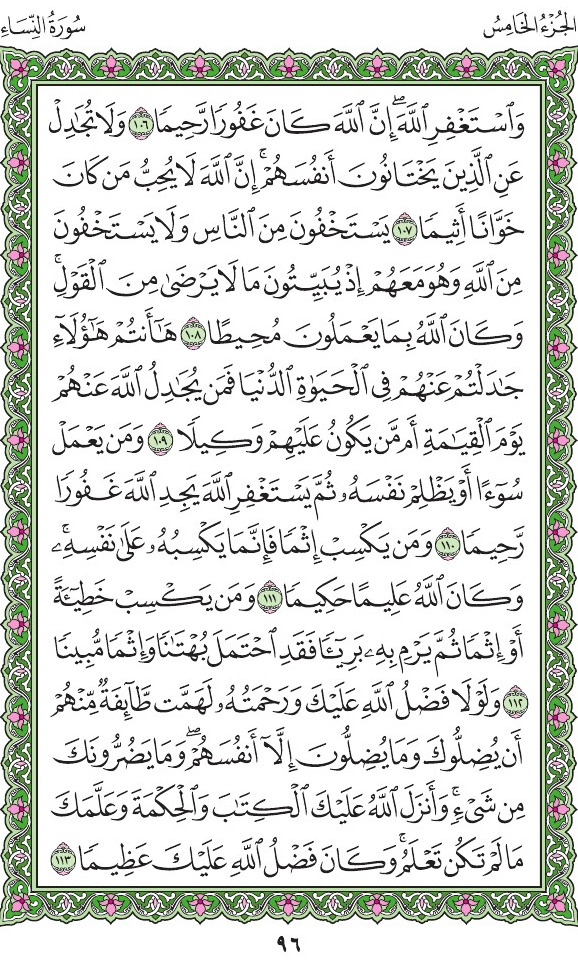 الجُزْءُ الخَامِسُ
سُورَةُ النِّسَاءِ
وَٱسْتَغْفِرِ ٱللَّهَۖ إِنَّ ٱللَّهَ كَانَ غَفُورًا رَّحِيمًا ١٠٦ وَلَا تُجَٰدِلْ
عَنِ ٱلَّذِينَ يَخْتَانُونَ أَنفُسَهُمْۚ إِنَّ ٱللَّهَ لَا يُحِبُّ مَن كَانَ
خَوَّانًا أَثِيمًا ١٠٧ يَسْتَخْفُونَ مِنَ ٱلنَّاسِ وَلَا يَسْتَخْفُونَ
مِنَ ٱللَّهِ وَهُوَ مَعَهُمْ إِذْ يُبَيِّتُونَ مَا لَا يَرْضَىٰ مِنَ ٱلْقَوْلِۚ
وَكَانَ ٱللَّهُ بِمَا يَعْمَلُونَ مُحِيطًا ١٠٨ هَٰٓأَنتُمْ هَٰٓؤُلَآءِ
جَٰدَلْتُمْ عَنْهُمْ فِي ٱلْحَيَوٰةِ ٱلدُّنْيَا فَمَن يُجَٰدِلُ ٱللَّهَ عَنْهُمْ
يَوْمَ ٱلْقِيَٰمَةِ أَم مَّن يَكُونُ عَلَيْهِمْ وَكِيلًا ١٠٩ وَمَن يَعْمَلْ
سُوٓءًا أَوْ يَظْلِمْ نَفْسَهُۥ ثُمَّ يَسْتَغْفِرِ ٱللَّهَ يَجِدِ ٱللَّهَ غَفُورًا
رَّحِيمًا ١١٠ وَمَن يَكْسِبْ إِثْمًا فَإِنَّمَا يَكْسِبُهُۥ عَلَىٰ نَفْسِهِۦۚ
وَكَانَ ٱللَّهُ عَلِيمًا حَكِيمًا ١١١ وَمَن يَكْسِبْ خَطِيٓـَٔةً
أَوْ إِثْمًا ثُمَّ يَرْمِ بِهِۦ بَرِيٓـًٔا فَقَدِ ٱحْتَمَلَ بُهْتَٰنًا وَإِثْمًا مُّبِينًا
١١٢ وَلَوْلَا فَضْلُ ٱللَّهِ عَلَيْكَ وَرَحْمَتُهُۥ لَهَمَّت طَّآئِفَةٌ مِّنْهُمْ
أَن يُضِلُّوكَ وَمَا يُضِلُّونَ إِلَّآ أَنفُسَهُمْۖ وَمَا يَضُرُّونَكَ
مِن شَيْءٍۚ وَأَنزَلَ ٱللَّهُ عَلَيْكَ ٱلْكِتَٰبَ وَٱلْحِكْمَةَ وَعَلَّمَكَ
مَا لَمْ تَكُن تَعْلَمُۚ وَكَانَ فَضْلُ ٱللَّهِ عَلَيْكَ عَظِيمًا ١١٣
٩٦